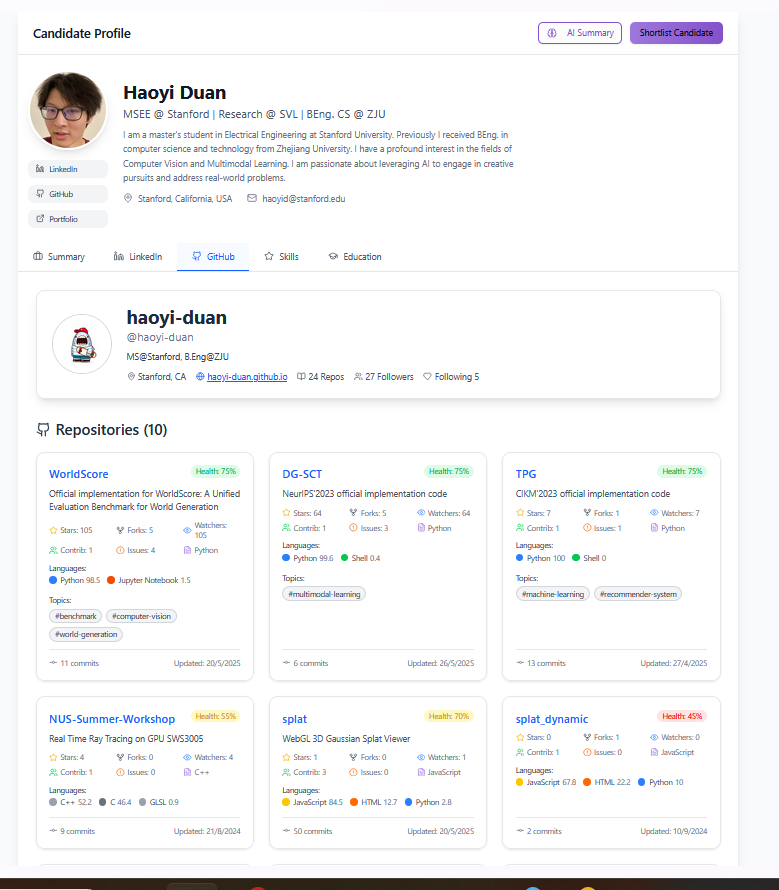 Candidate Profile
AI Summary
Shortlist Candidate
Haoyi Duan
MSEE @ Stanford | Research @ SVL | BEng. CS @ ZJU
I am a master's student in Electrical Engineering at Stanford University. Previously I received BEng. in
computer science and technology from Zhejiang University. I have a profound interest in the fields of
Computer Vision and Multimodal Learning. I am passionate about leveraging AI to engage in creative
pursuits and address real-world problems.
Stanford, California, USA
haoyid@stanford.edu
LinkedIn
GitHub
Portfolio
Summary
LinkedIn
GitHub
Skills
Education
haoyi-duan
@haoyi-duan
MS@Stanford, B.Eng@ZJU
Stanford, CA
haoyi-duan.github.io
24 Repos
27 Followers
Following 5
Repositories (10)
WorldScore
Health: 75%
Official implementation for WorldScore: A Unified
Evaluation Benchmark for World Generation
Stars: 105
Forks: 5
Watchers:
105
Contrib: 1
Issues: 4
Python
Languages:
Python 98.5
Jupyter Notebook 1.5
Topics:
#benchmark
#computer-vision
#world-generation
11 commits
Updated: 20/5/2025
DG-SCT
Health: 75%
NeurIPS'2023 official implementation code
Stars: 64
Forks: 5
Watchers: 64
Contrib: 1
Issues: 3
Python
Languages:
Python 99.6
Shell 0.4
Topics:
#multimodal-learning
6 commits
Updated: 26/5/2025
TPG
Health: 75%
CIKM'2023 official implementation code
Stars: 7
Forks: 1
Watchers: 7
Contrib: 1
Issues: 1
Python
Languages:
Python 100
Shell 0
Topics:
#machine-learning
#recommender-system
13 commits
Updated: 27/4/2025
NUS-Summer-Workshop
Health: 55%
Real Time Ray Tracing on GPU SWS3005
Stars: 4
Forks: 0
Watchers: 4
Contrib: 1
Issues: 0
C++
Languages:
C++ 52.2
C 46.4
GLSL 0.9
9 commits
Updated: 21/8/2024
splat
Health: 70%
WebGL 3D Gaussian Splat Viewer
Stars: 1
Forks: 0
Watchers: 1
Contrib: 3
Issues: 0
JavaScript
Languages:
JavaScript 84.5
HTML 12.7
Python 2.8
50 commits
Updated: 20/5/2025
splat_dynamic
Health: 45%
Stars: 0
Forks: 1
Watchers: 0
Contrib: 1
Issues: 0
JavaScript
Languages:
JavaScript 67.8
HTML 22.2
Python 10
2 commits
Updated: 10/9/2024